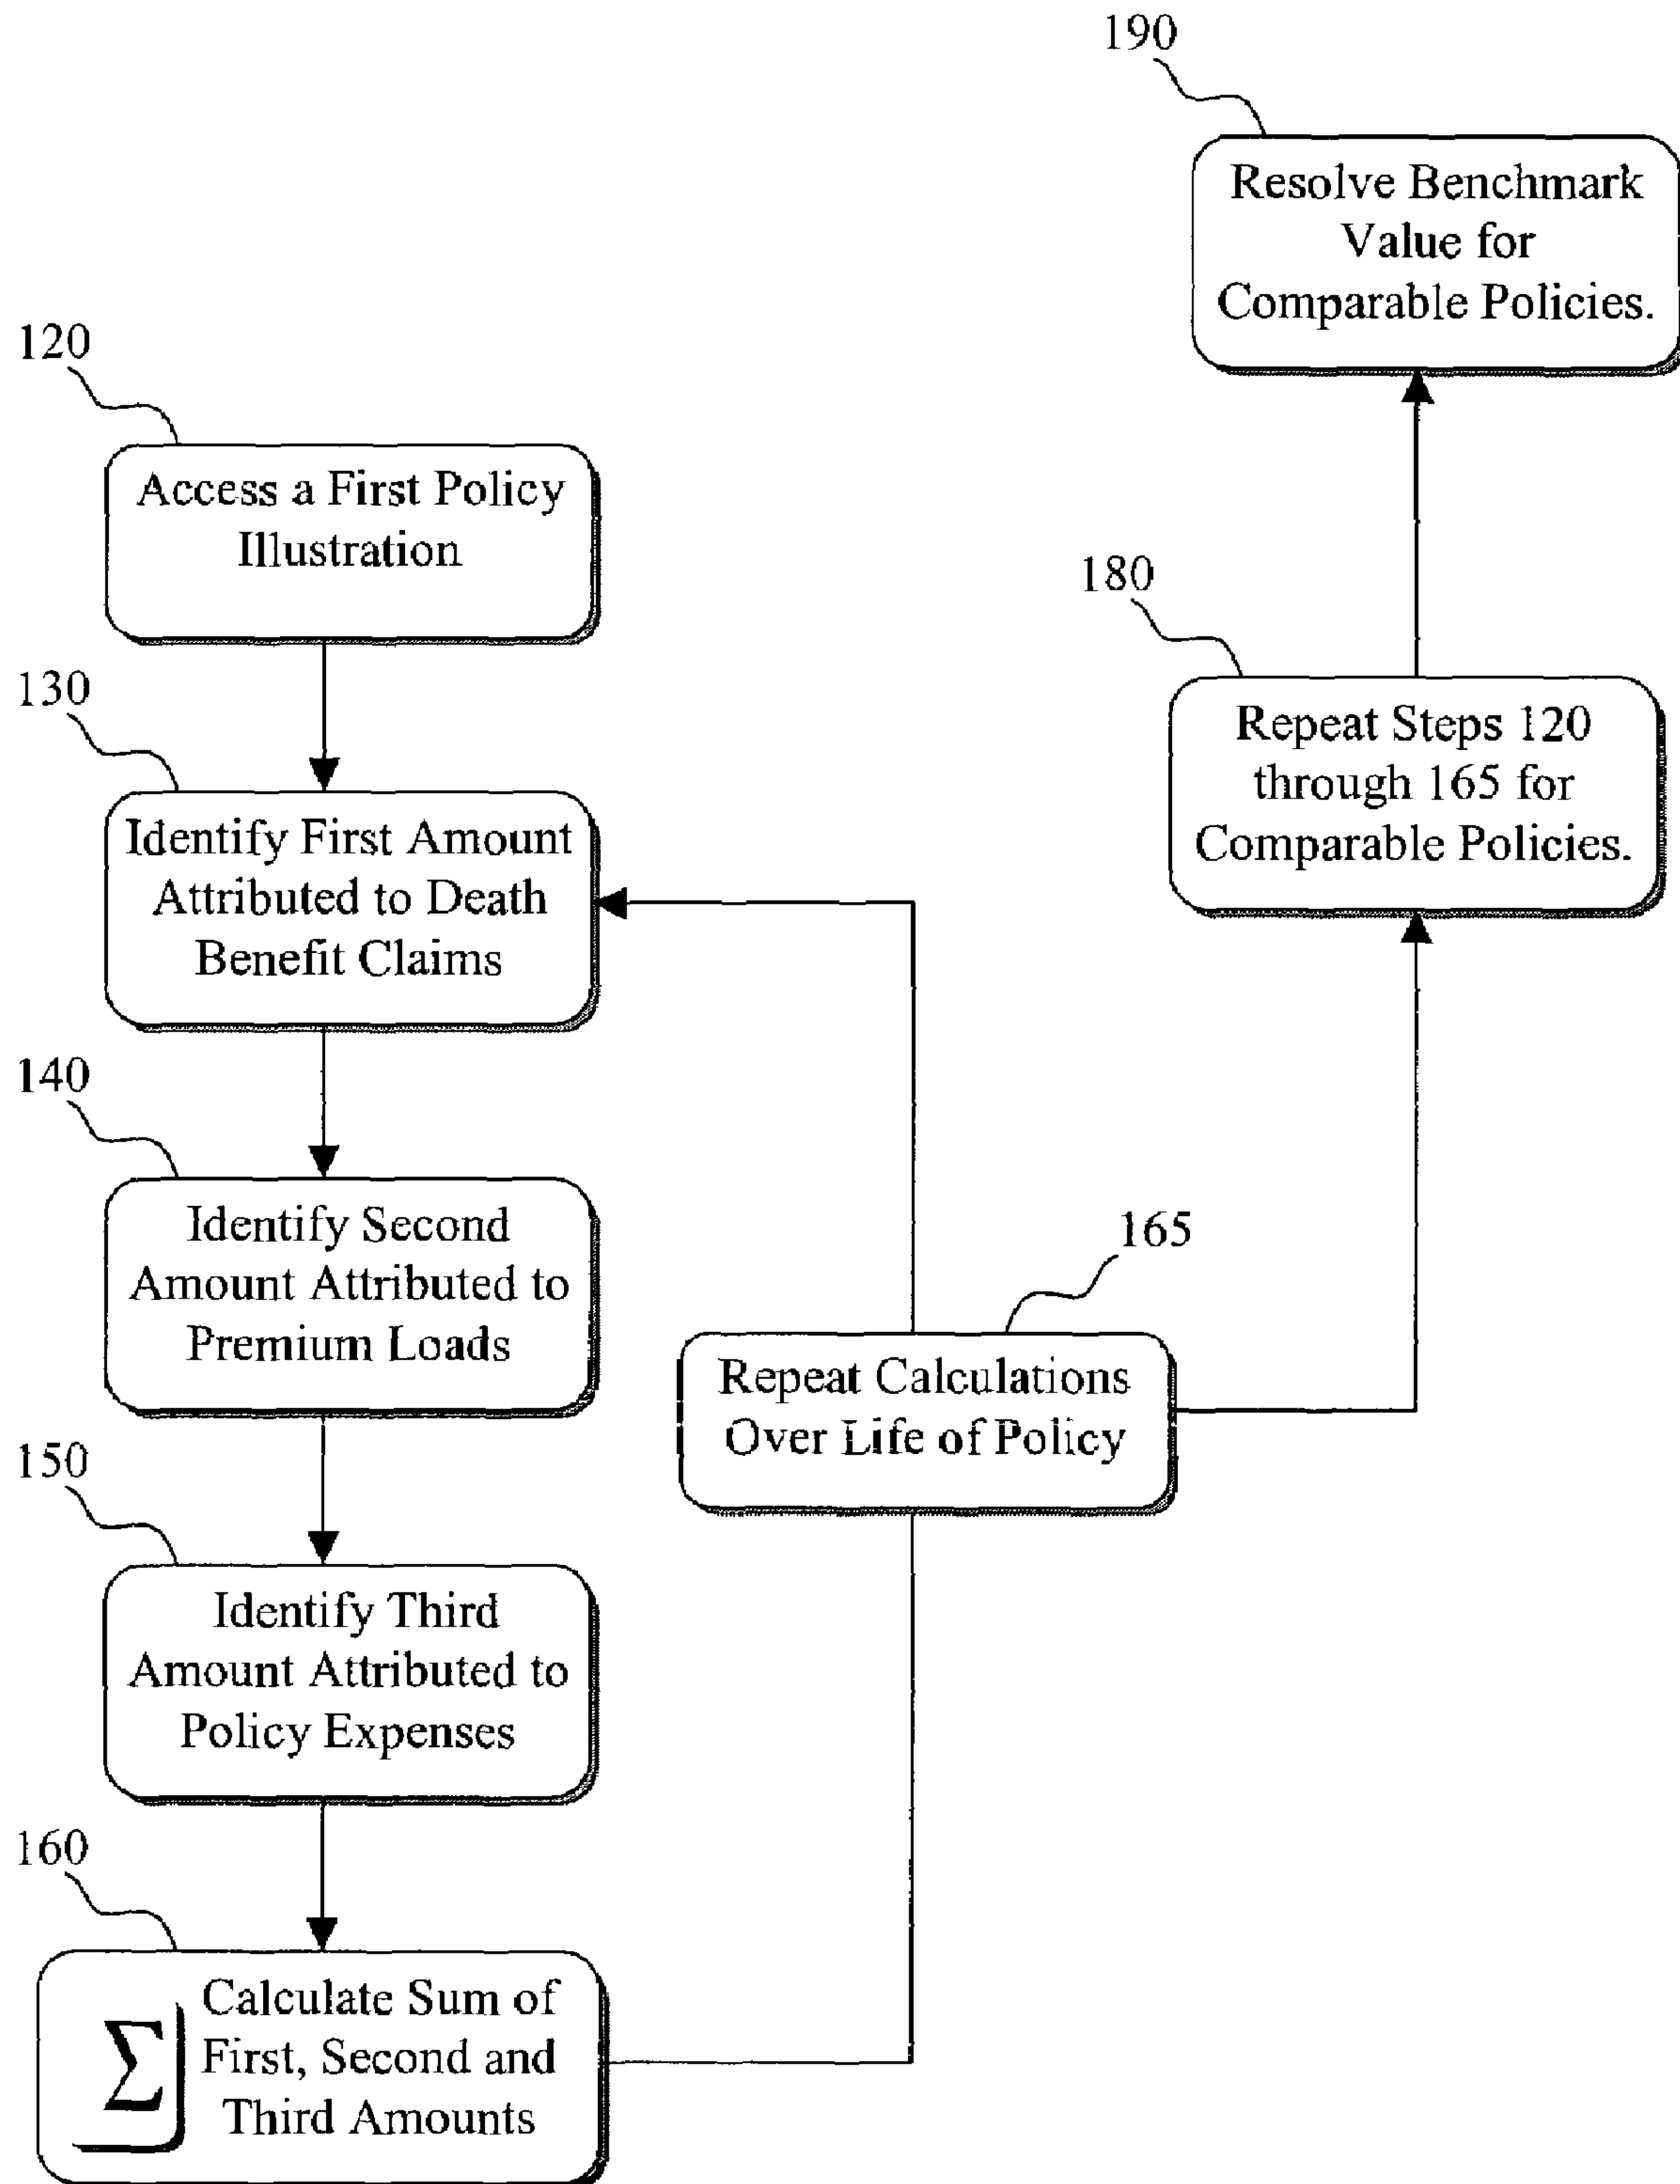 120
Access a First Policy
Illustration
130
Identify First Amount
Attributed to Death
Benefit Claims
140
Identify Second
Amount Attributed to
Premium Loads
150
Identify Third
Amount Attributed to
Policy Expenses
160
Σ
Calculate Sum of
First, Second and
Third Amounts
165
Repeat Calculations
Over Life of Policy
180
Repeat Steps 120
through 165 for
Comparable Policies.
190
Resolve Benchmark
Value for
Comparable Policies.